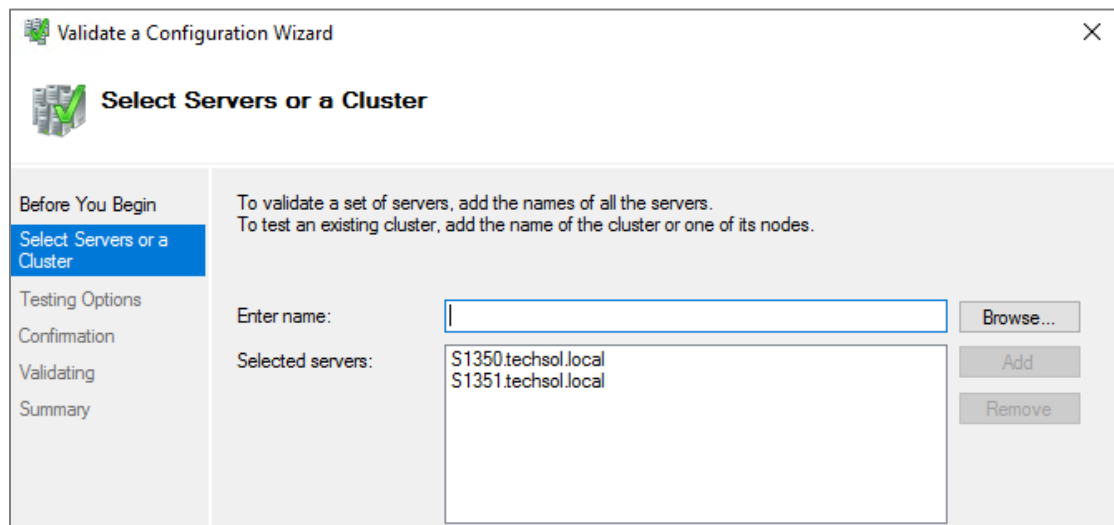 Validate a Configuration Wizard
Select Servers or a Cluster
Before You Begin
Select Servers or a
Cluster
Testing Options
Confirmation
Validating
Summary
To validate a set of servers, add the names of all the servers.
To test an existing cluster, add the name of the cluster or one of its nodes.
Enter name:
Browse...
Selected servers:
S1350.techsol.local
S1351.techsol.local
Add
Remove